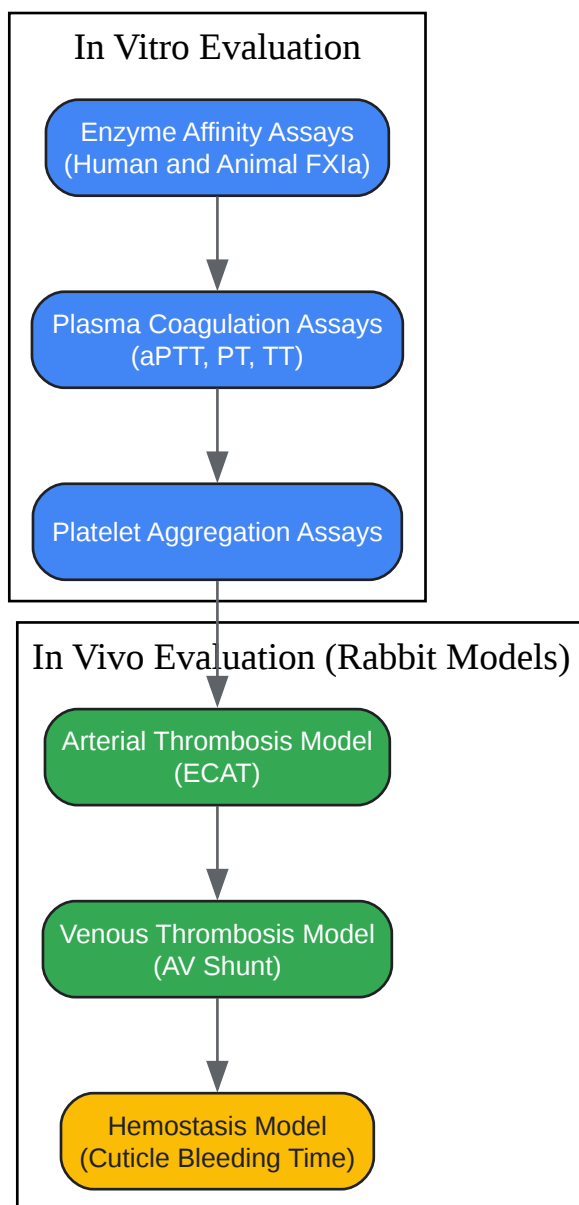 In Vitro Evaluation
Enzyme Affinity Assays
(Human and Animal FXIa)
Plasma Coagulation Assays
(aPTT, PT, TT)
Platelet Aggregation Assays
In Vivo Evaluation (Rabbit Models)
Arterial Thrombosis Model
(ECAT)
Venous Thrombosis Model
(AV Shunt)
Hemostasis Model
(Cuticle Bleeding Time)